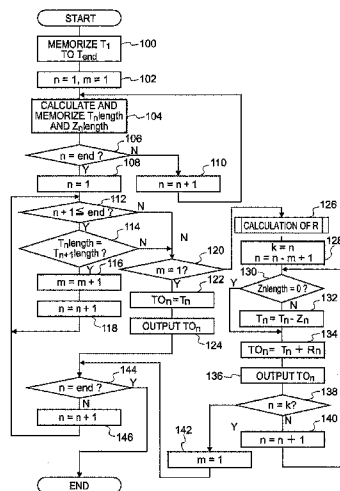 START
MEMORIZE T1
TO Tend
100
n = 1, m = 1
102
CALCULATE AND
MEMORIZE Tnlength
AND Znlength
104
106
n = end ?
N
Y
108
110
n = 1
n = n + 1
112
n + 1 ≦ end ?
N
Y
114
Tnlength =
Tn+1length ?
N
Y
116
m = m + 1
n = n + 1
118
120
m = 1?
N
Y
122
TOn = Tn
OUTPUT TOn
124
126
CALCULATION OF R
128
k = n
n = n - m + 1
130
Znlength = 0 ?
Y
N
132
Tn = Tn - Zn
134
TOn = Tn + Rn
136
OUTPUT TOn
138
n = k?
Y
N
140
n = n + 1
142
m = 1
144
n = end ?
Y
N
n = n + 1
146
END